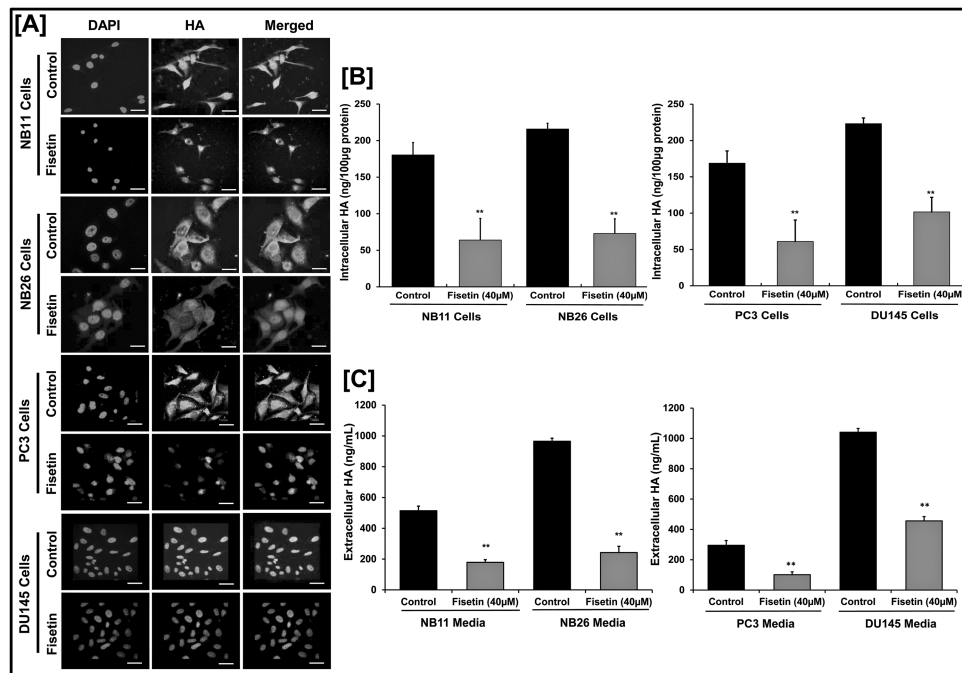 [A]
DAPI HA Merged
NB11 Cells
Control
Fisetin
NB26 Cells
Control
Fisetin
PC3 Cells
Control
Fisetin
DU145 Cells
Control
Fisetin
[B]
Intracellular HA (ng/100µg protein)
250
200
150
100
50
0
Control Fisetin (40µM) Control Fisetin (40µM)
NB11 Cells NB26 Cells
** **
Intracellular HA (ng/100µg protein)
250
200
150
100
50
0
Control Fisetin (40µM) Control Fisetin (40µM)
PC3 Cells DU145 Cells
** **
[C]
Extracellular HA (ng/mL)
1200
1000
800
600
400
200
0
Control Fisetin (40µM) Control Fisetin (40µM)
NB11 Media NB26 Media
** **
Extracellular HA (ng/mL)
1200
1000
800
600
400
200
0
Control Fisetin (40µM) Control Fisetin (40µM)
PC3 Media DU145 Media
** **